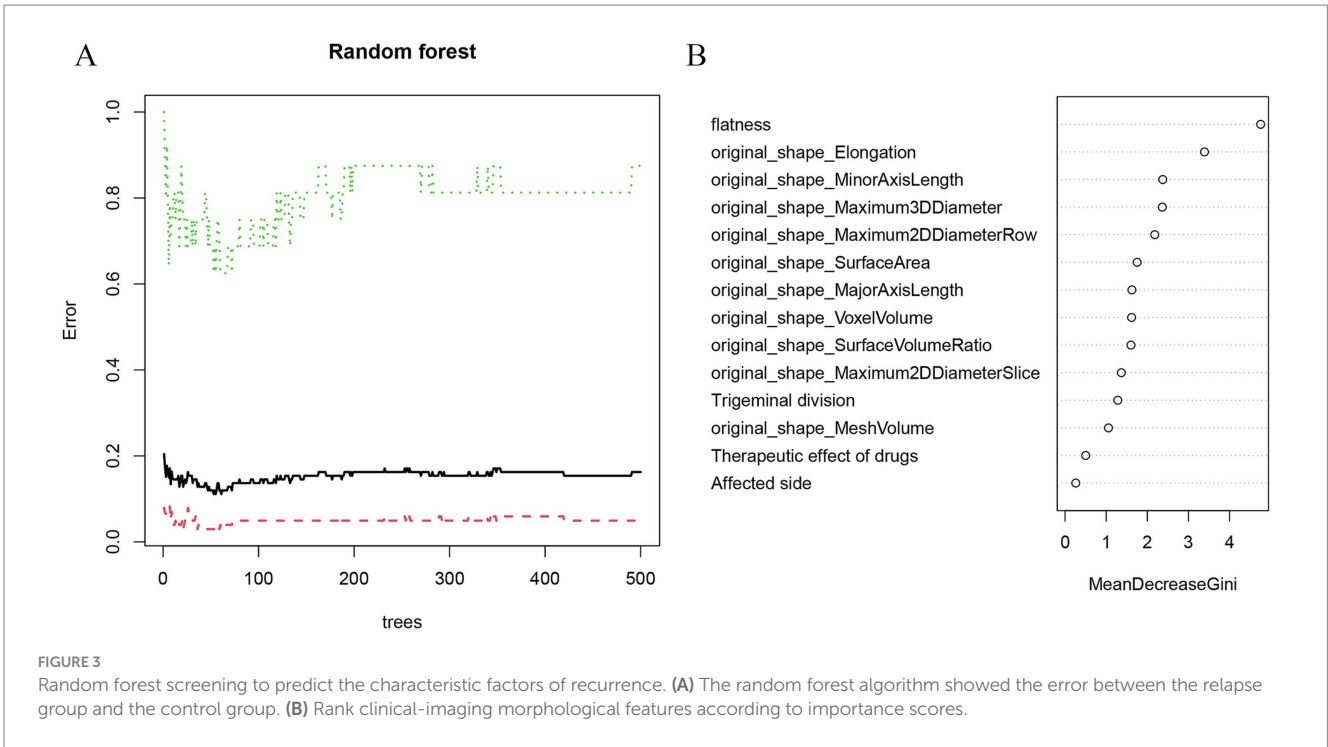 A
Random forest
Error
0.0
0.2
0.4
0.6
0.8
1.0
0 100 200 300 400 500
trees
B
flatness
original_shape_Elongation
original_shape_MinorAxisLength
original_shape_Maximum3DDiameter
original_shape_Maximum2DDiameterRow
original_shape_SurfaceArea
original_shape_MajorAxisLength
original_shape_VoxelVolume
original_shape_SurfaceVolumeRatio
original_shape_Maximum2DDiameterSlice
Trigeminal division
original_shape_MeshVolume
Therapeutic effect of drugs
Affected side
0 1 2 3 4
MeanDecreaseGini
FIGURE 3
Random forest screening to predict the characteristic factors of recurrence. (A) The random forest algorithm showed the error between the relapse
group and the control group. (B) Rank clinical-imaging morphological features according to importance scores.